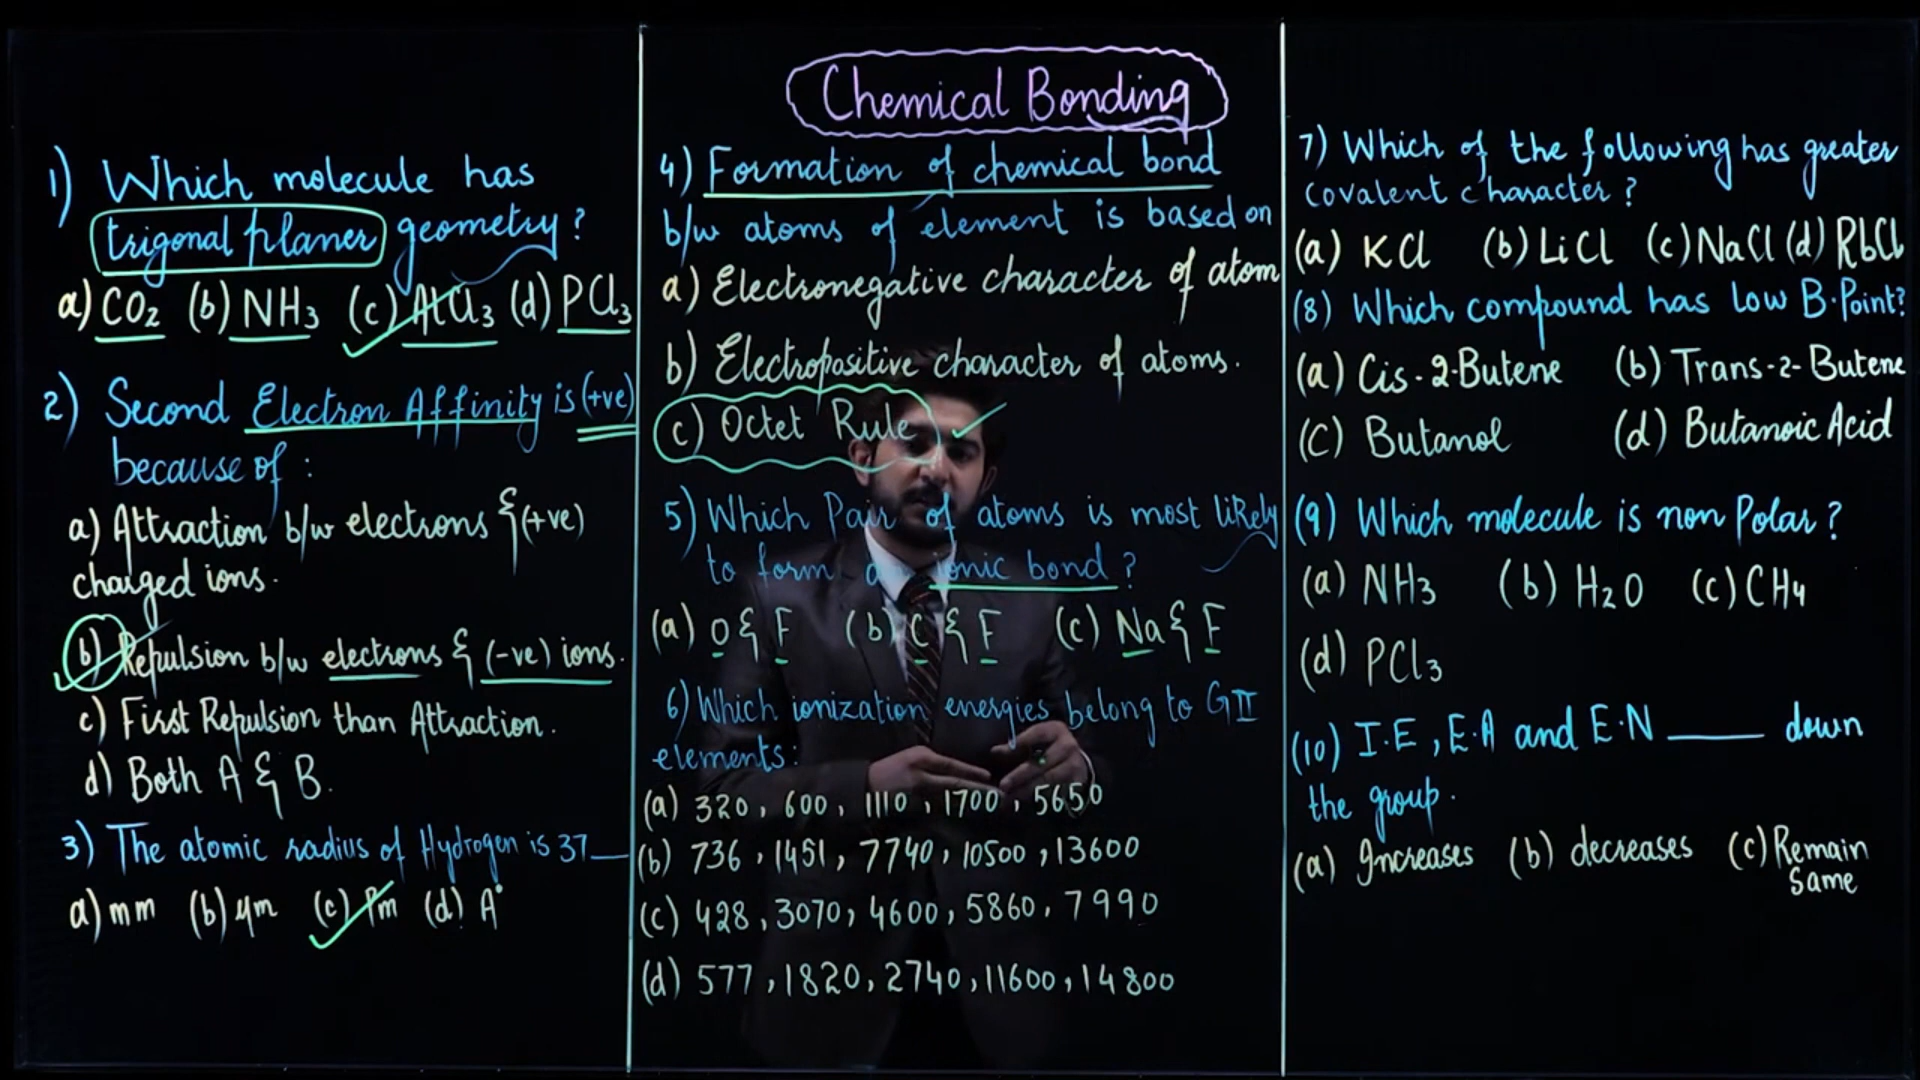 Chemical Bonding
1) Which molecule has
trigonal planer geometry?
a) CO2 (b) NH3 (c) AlCl3 (d) PCl3
2) Second Electron Affinity is (+ve)
because of :
a) Attraction b/w electrons & (+ve)
charged ions.
b) Repulsion b/w electrons & (-ve) ions.
c) First Repulsion than Attraction.
d) Both A & B.
3) The atomic radius of Hydrogen is 37__
a) mm (b) μm (c) Pm (d) A°
4) Formation of chemical bond
b/w atoms of element is based on
a) Electronegative character of atom
b) Electropositive character of atoms.
c) Octet Rule
5) Which Pair of atoms is most likely
to form a ionic bond ?
(a) O & F (b) C & F (c) Na & F
6) Which ionization energies belong to GII
elements:
(a) 320, 600, 1110, 1700, 5650
(b) 736, 1451, 7740, 10500, 13600
(c) 428, 3070, 4600, 5860, 7990
(d) 577, 1820, 2740, 11600, 14800
7) Which of the following has greater
covalent character ?
(a) KCl (b) LiCl (c) NaCl (d) RbCl
(8) Which compound has low B.Point?
(a) Cis-2-Butene (b) Trans-2-Butene
(C) Butanol (d) Butanoic Acid
(9) Which molecule is non Polar ?
(a) NH3 (b) H2O (c) CH4
(d) PCl3
(10) I.E, E.A and E.N ____ down
the group.
(a) Increases (b) decreases (c) Remain
Same